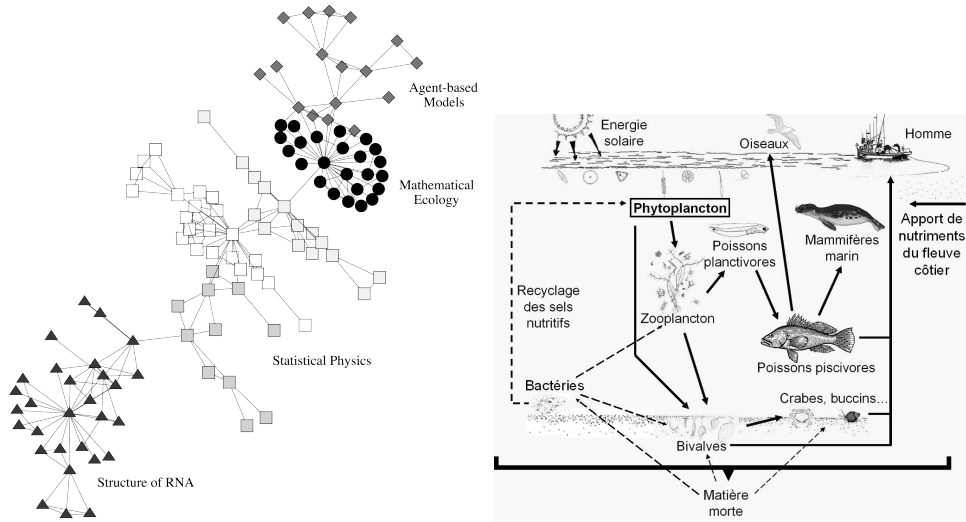 Agent-based
Models
Mathematical
Ecology
Statistical Physics
Structure of RNA
Energie
solaire
Oiseaux
Homme
Phytoplancton
Apport de
nutriments
du fleuve
côtier
Mammifères
marin
Poissons
planctivores
Recyclage
des sels
nutritifs
Zooplancton
Poissons piscivores
Bactéries
Crabes, buccins...
Bivalves
Matière
morte